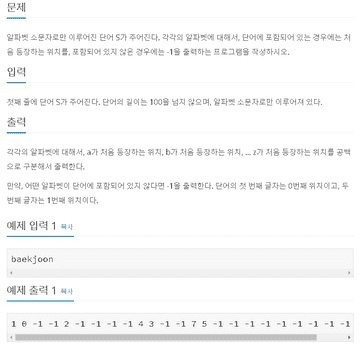 문제
알파벳 소문자로만 이루어진 단어 S가 주어진다. 각각의 알파벳에 대해서, 단어에 포함되어 있는 경우에는 처
음 등장하는 위치를, 포함되어 있지 않은 경우에는 -1을 출력하는 프로그램을 작성하시오.
입력
첫째 줄에 단어 S가 주어진다. 단어의 길이는 100을 넘지 않으며, 알파벳 소문자로만 이루어져 있다.
출력
각각의 알파벳에 대해서, a가 처음 등장하는 위치, b가 처음 등장하는 위치, ... z가 처음 등장하는 위치를 공백
으로 구분해서 출력한다.
만약, 어떤 알파벳이 단어에 포함되어 있지 않다면 -1을 출력한다. 단어의 첫 번째 글자는 0번째 위치이고, 두
번째 글자는 1번째 위치이다.
예제 입력 1 복사
baekjoon
예제 출력 1 복사
1 0 -1 -1 2 -1 -1 -1 -1 4 3 -1 -1 7 5 -1 -1 -1 -1 -1 -1 -1 -1 -1